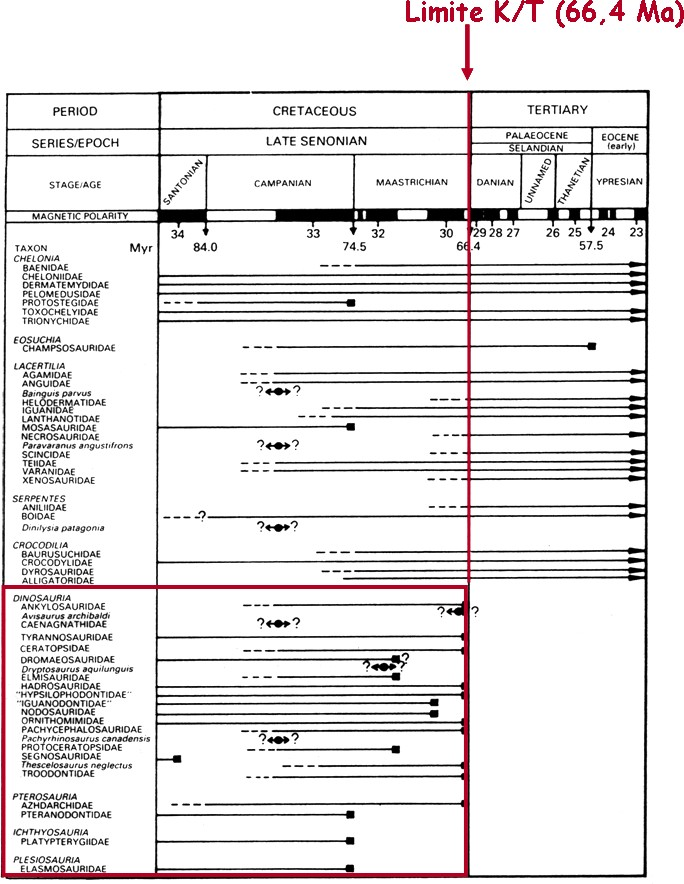 Limite K/T (66,4 Ma)
PERIOD CRETACEOUS TERTIARY
SERIES/EPOCH LATE SENONIAN PALAEOCENE EOCENE (early)
SELANDIAN
STAGE/AGE SANTONIAN CAMPANIAN MAASTRICHIAN DANIAN UNNAMED THANETIAN YPRESIAN
MAGNETIC POLARITY
34 33 32 30 29 28 27 26 25 24 23
TAXON Myr 84.0 74.5 66.4 57.5
CHELONIA
BAENIDAE
CHELONIIDAE
DERMATEMYDIDAE
PELOMEDUSIDAE
PROTOSTEGIDAE
TOXOCHELYIDAE
TRIONYCHIDAE
EOSUCHIA
CHAMPSOSAURIDAE
LACERTILIA
AGAMIDAE
ANGUIDAE
Bainguis parvus ? ?
HELODERMATIDAE
IGUANIDAE
LANTHANOTIDAE
MOSASAURIDAE
NECROSAURIDAE
Paravaranus angustifrons ? ?
SCINCIDAE
TEIIDAE
VARANIDAE
XENOSAURIDAE
SERPENTES
ANILIIDAE
BOIDAE ?
Dinilysia patagonia ? ?
CROCODILIA
BAURUSUCHIDAE
CROCODYLIDAE
DYROSAURIDAE
ALLIGATORIDAE
DINOSAURIA
ANKYLOSAURIDAE
Avisaurus archibaldi ? ?
CAENAGNATHIDAE ? ?
TYRANNOSAURIDAE
CERATOPSIDAE
DROMAEOSAURIDAE ?
Dryptosaurus aquilunguis ? ?
ELMISAURIDAE
HADROSAURIDAE
"HYPSILOPHODONTIDAE"
"IGUANODONTIDAE"
NODOSAURIDAE
ORNITHOMIMIDAE
PACHYCEPHALOSAURIDAE
Pachyrhinosaurus canadensis ? ?
PROTOCERATOPSIDAE
SEGNOSAURIDAE
Thescelosaurus neglectus
TROODONTIDAE
PTEROSAURIA
AZHDARCHIDAE
PTERANODONTIDAE
ICHTHYOSAURIA
PLATYPTERYGIIDAE
PLESIOSAURIA
ELASMOSAURIDAE